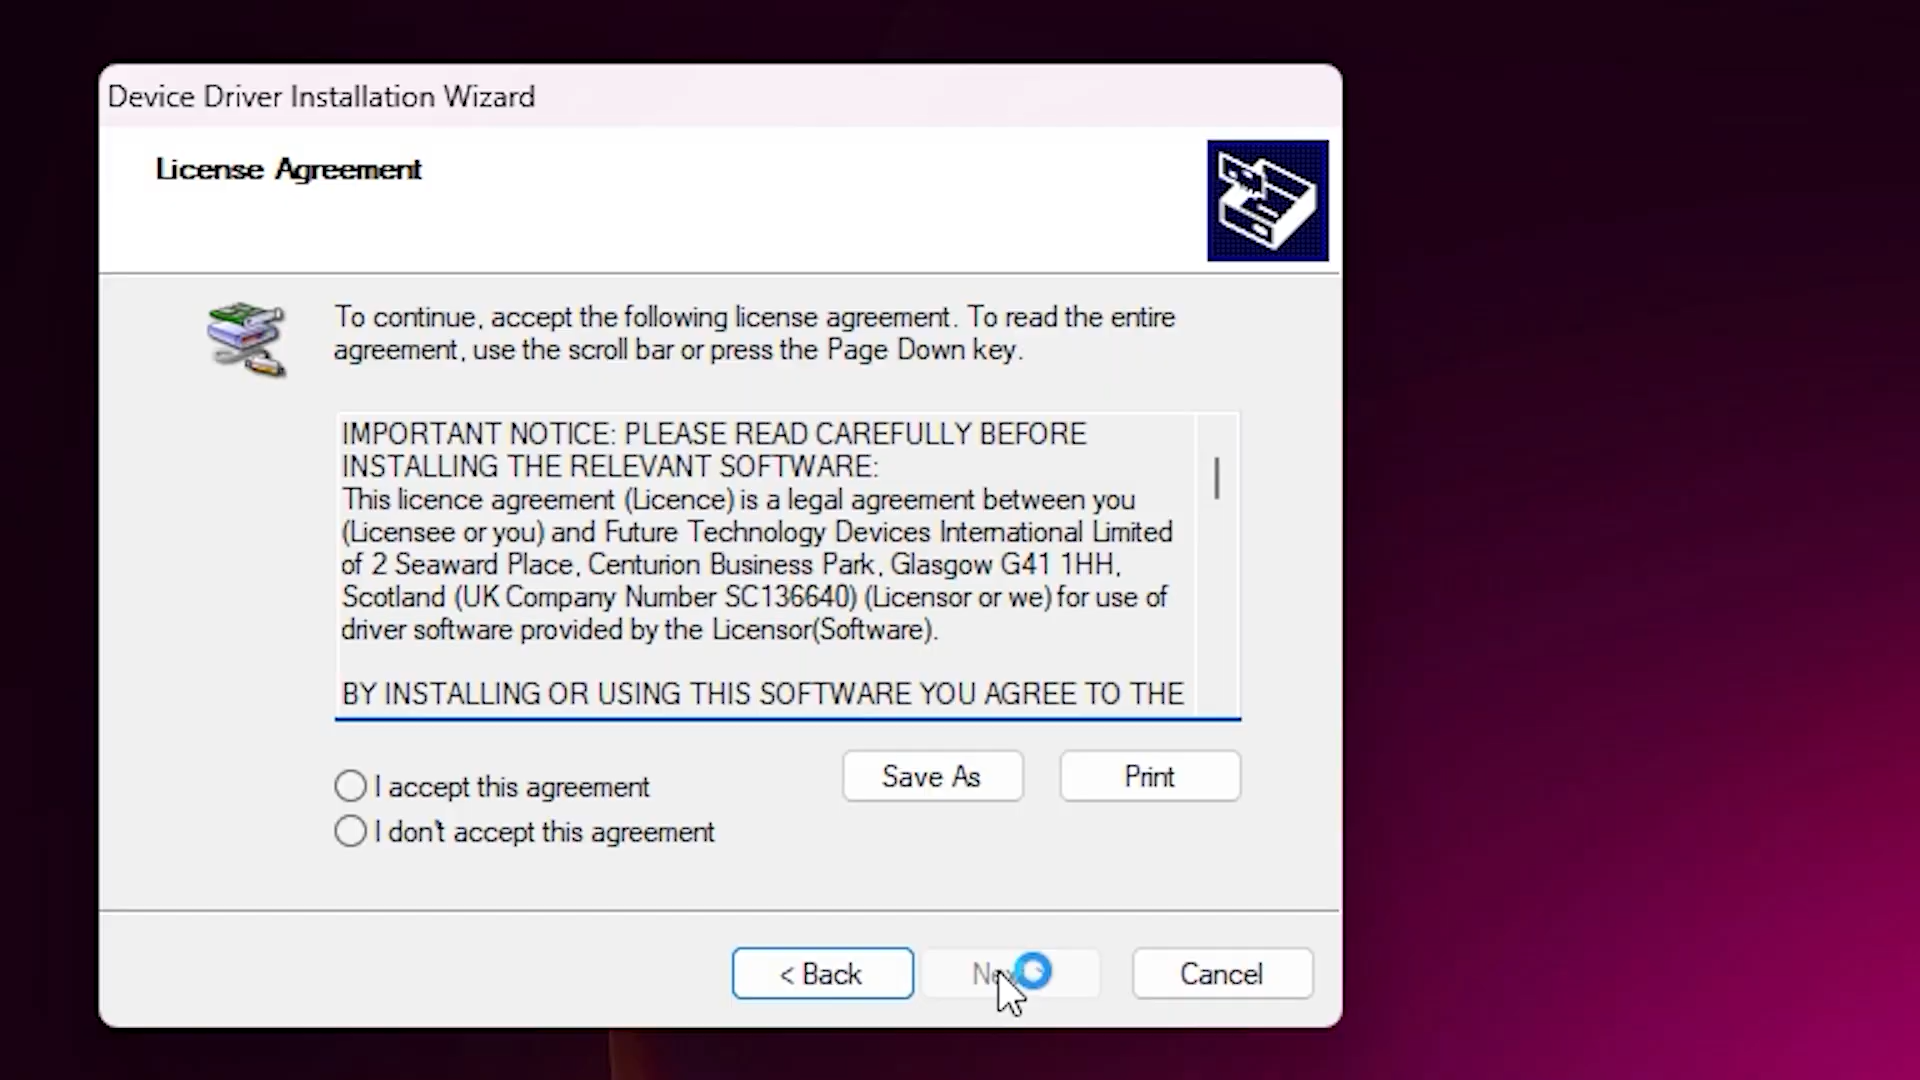 Device Driver Installation Wizard
License Agreement
To continue, accept the following license agreement. To read the entire
agreement, use the scroll bar or press the Page Down key.
IMPORTANT NOTICE: PLEASE READ CAREFULLY BEFORE
INSTALLING THE RELEVANT SOFTWARE:
This licence agreement (Licence) is a legal agreement between you
(Licensee or you) and Future Technology Devices International Limited
of 2 Seaward Place, Centurion Business Park, Glasgow G41 1HH,
Scotland (UK Company Number SC136640) (Licensor or we) for use of
driver software provided by the Licensor(Software).
BY INSTALLING OR USING THIS SOFTWARE YOU AGREE TO THE
I accept this agreement
I don't accept this agreement
Save As
Print
< Back
Cancel